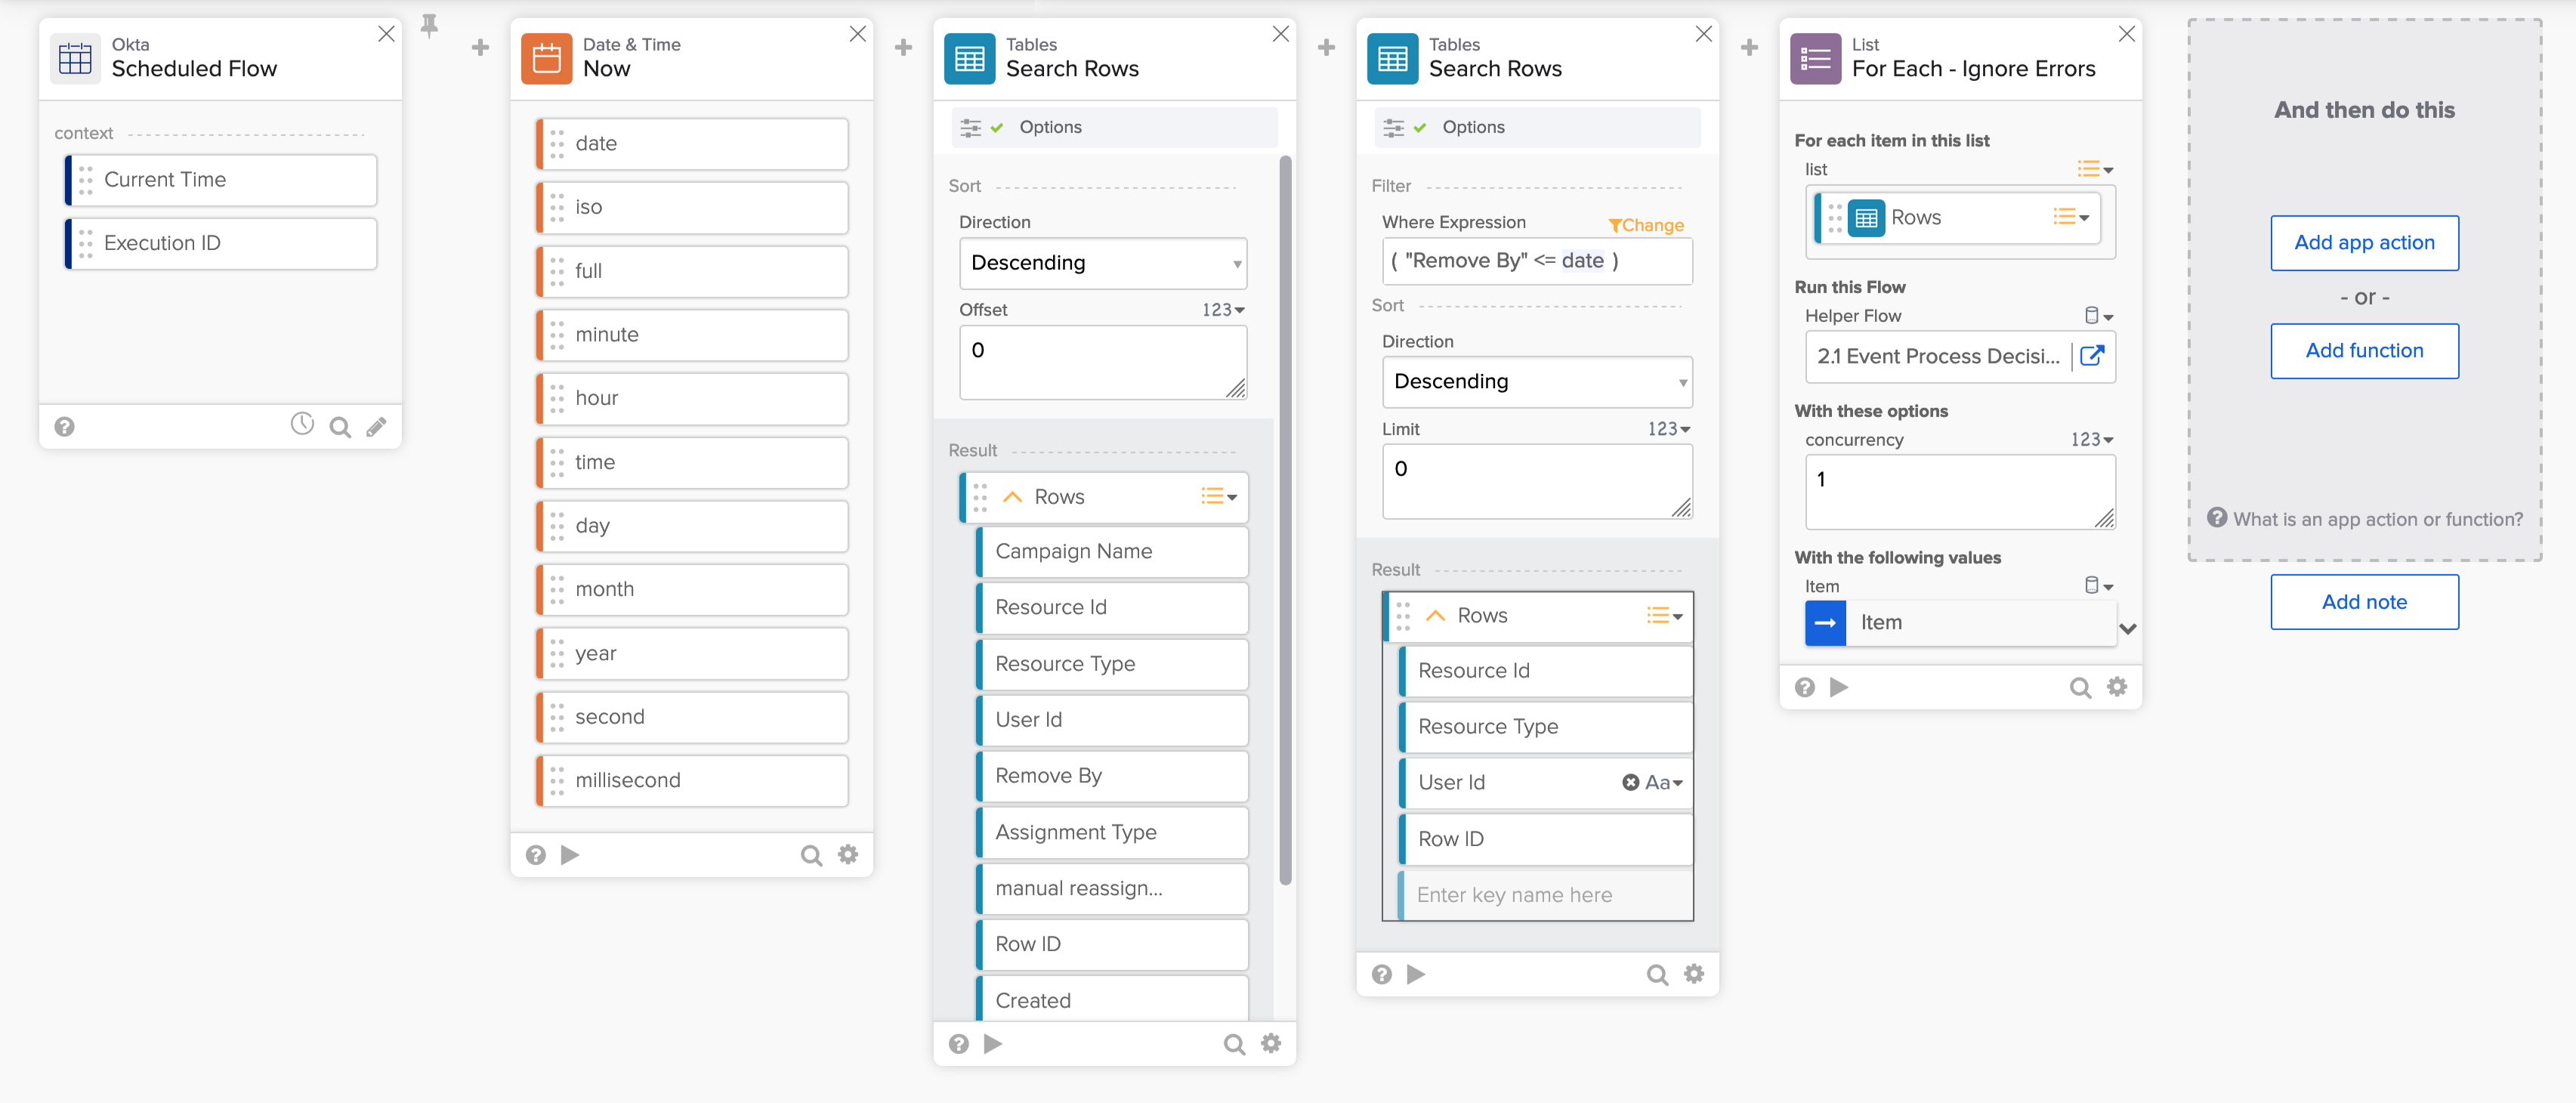 Okta
Scheduled Flow
context
Current Time
Execution ID
Date & Time
Now
date
iso
full
minute
hour
time
day
month
year
second
millisecond
Tables
Search Rows
Options
Sort
Direction
Descending
Offset
123
0
Result
Rows
Campaign Name
Resource Id
Resource Type
User Id
Remove By
Assignment Type
manual reassign...
Row ID
Created
Tables
Search Rows
Options
Filter
Where Expression
Change
( "Remove By" <= date )
Sort
Direction
Descending
Limit
123
0
Result
Rows
Resource Id
Resource Type
User Id
Aa
Row ID
Enter key name here
List
For Each - Ignore Errors
For each item in this list
list
Rows
Run this Flow
Helper Flow
2.1 Event Process Decisi...
With these options
concurrency
123
1
With the following values
Item
Item
And then do this
Add app action
- or -
Add function
What is an app action or function?
Add note